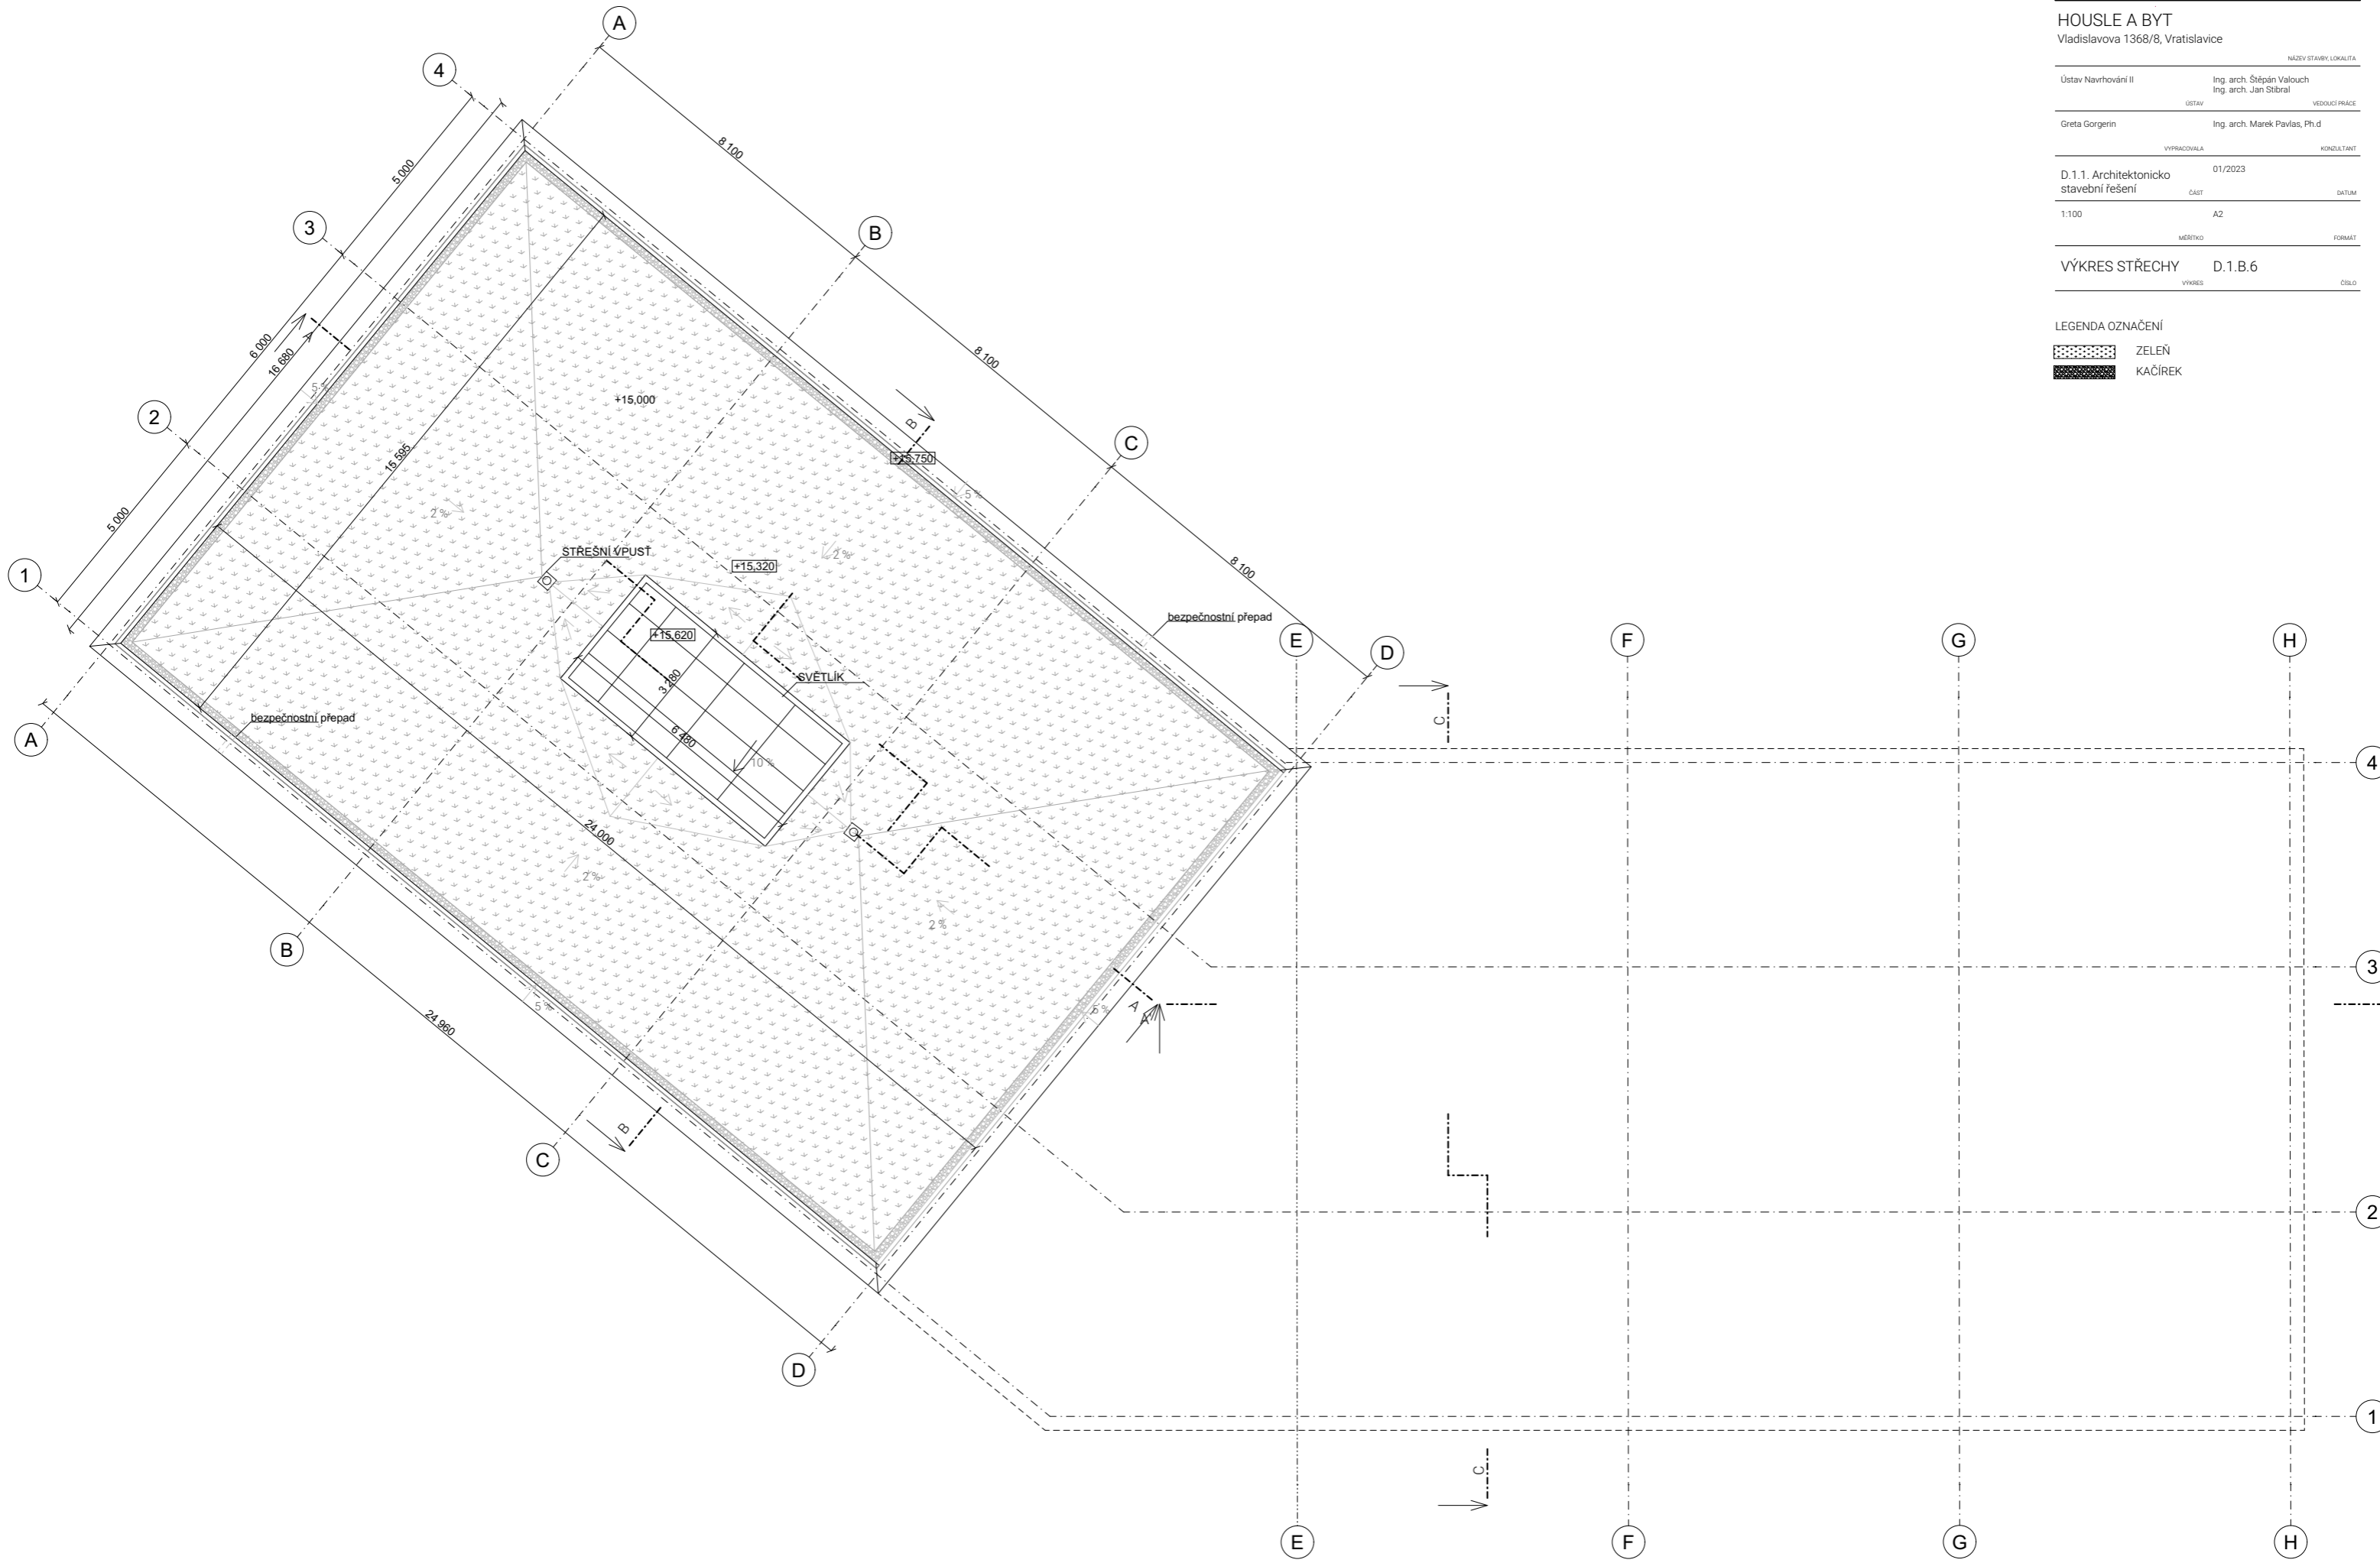 HOUSLE A BYT
Vladislavova 1368/8, Vratislavice
NÁZEV STAVBY, LOKALITA
Ústav Navrhování II
Ing. arch. Štěpán Valouch
Ing. arch. Jan Stibral
ÚSTAV
VEDOUCÍ PRÁCE
Greta Gorgerin
Ing. arch. Marek Pavlas, Ph.d
VYPRACOVALA
KONZULTANT
D.1.1. Architektonicko
stavební řešení
01/2023
ČÁST
DATUM
1:100
A2
MĚŘÍTKO
FORMÁT
VÝKRES STŘECHY
D.1.B.6
VÝKRES
ČÍSLO
LEGENDA OZNAČENÍ
ZELEŇ
KAČÍREK
A
4
8 100
5 000
3
B
6 000
16 680
A
5 %
8 100
2
+15,000
B
C
15 595
+15,750
5 %
5 000
2 %
STŘEŠNÍ VPUSŤ
2 %
+15,320
8 100
1
bezpečnostní přepad
+15,620
E
F
G
H
D
SVĚTLÍK
3 280
bezpečnostní přepad
C
A
6 480
10 %
4
24 000
2 %
2 %
B
3
5 %
5 %
A
A
24 960
B
C
2
D
1
C
E
F
G
H